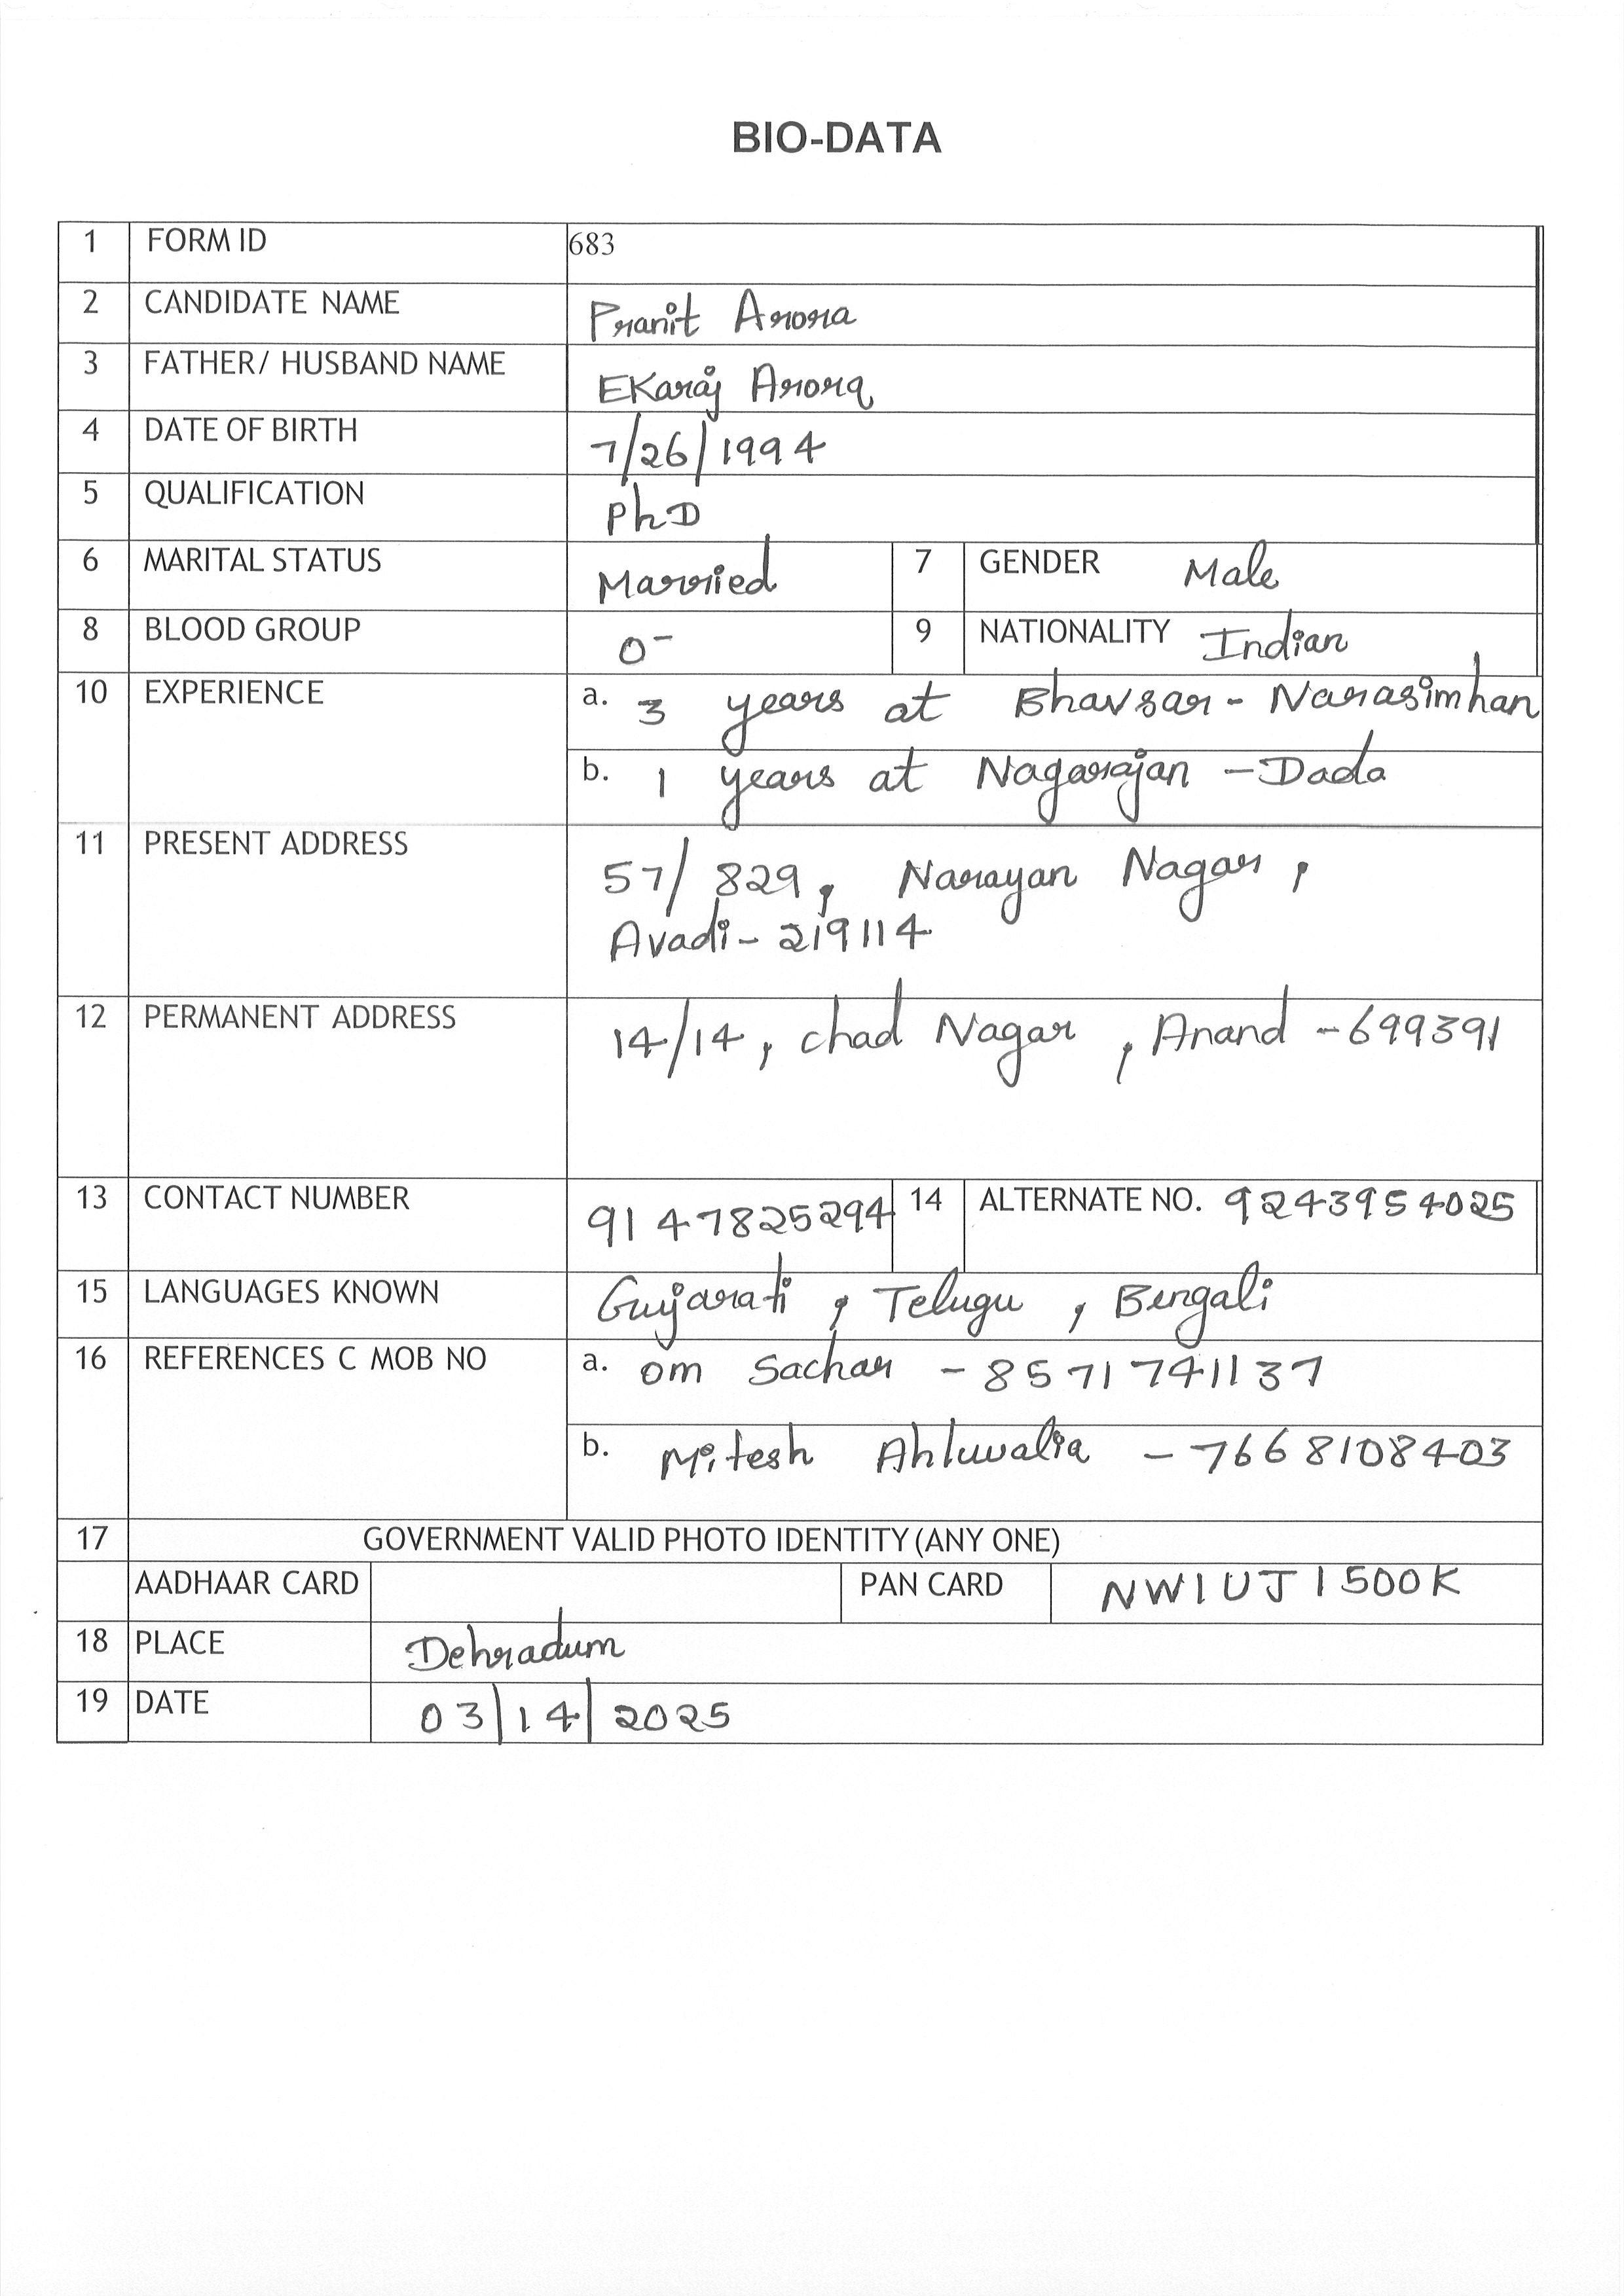 BIO-DATA
1 FORM ID 683
2 CANDIDATE NAME Pranit Arora
3 FATHER/ HUSBAND NAME EKaraj Arora
4 DATE OF BIRTH 7/26/1994
5 QUALIFICATION PhD
6 MARITAL STATUS Married 7 GENDER Male
8 BLOOD GROUP O- 9 NATIONALITY Indian
10 EXPERIENCE a. 3 years at Bhavsar - Narasimhan
b. 1 years at Nagarajan - Dada
11 PRESENT ADDRESS 57/829, Narayan Nagar,
Avadi - 219114
12 PERMANENT ADDRESS 14/14, chad Nagar, Anand - 699391
13 CONTACT NUMBER 9147825294 14 ALTERNATE NO. 9243954025
15 LANGUAGES KNOWN Gujarati, Telugu, Bengali
16 REFERENCES C MOB NO a. om Sachar - 8571741137
b. Mitesh Ahluwalia - 7668108403
17 GOVERNMENT VALID PHOTO IDENTITY (ANY ONE)
AADHAAR CARD PAN CARD NW1UJ1500K
18 PLACE Dehradum
19 DATE 03/14/2025